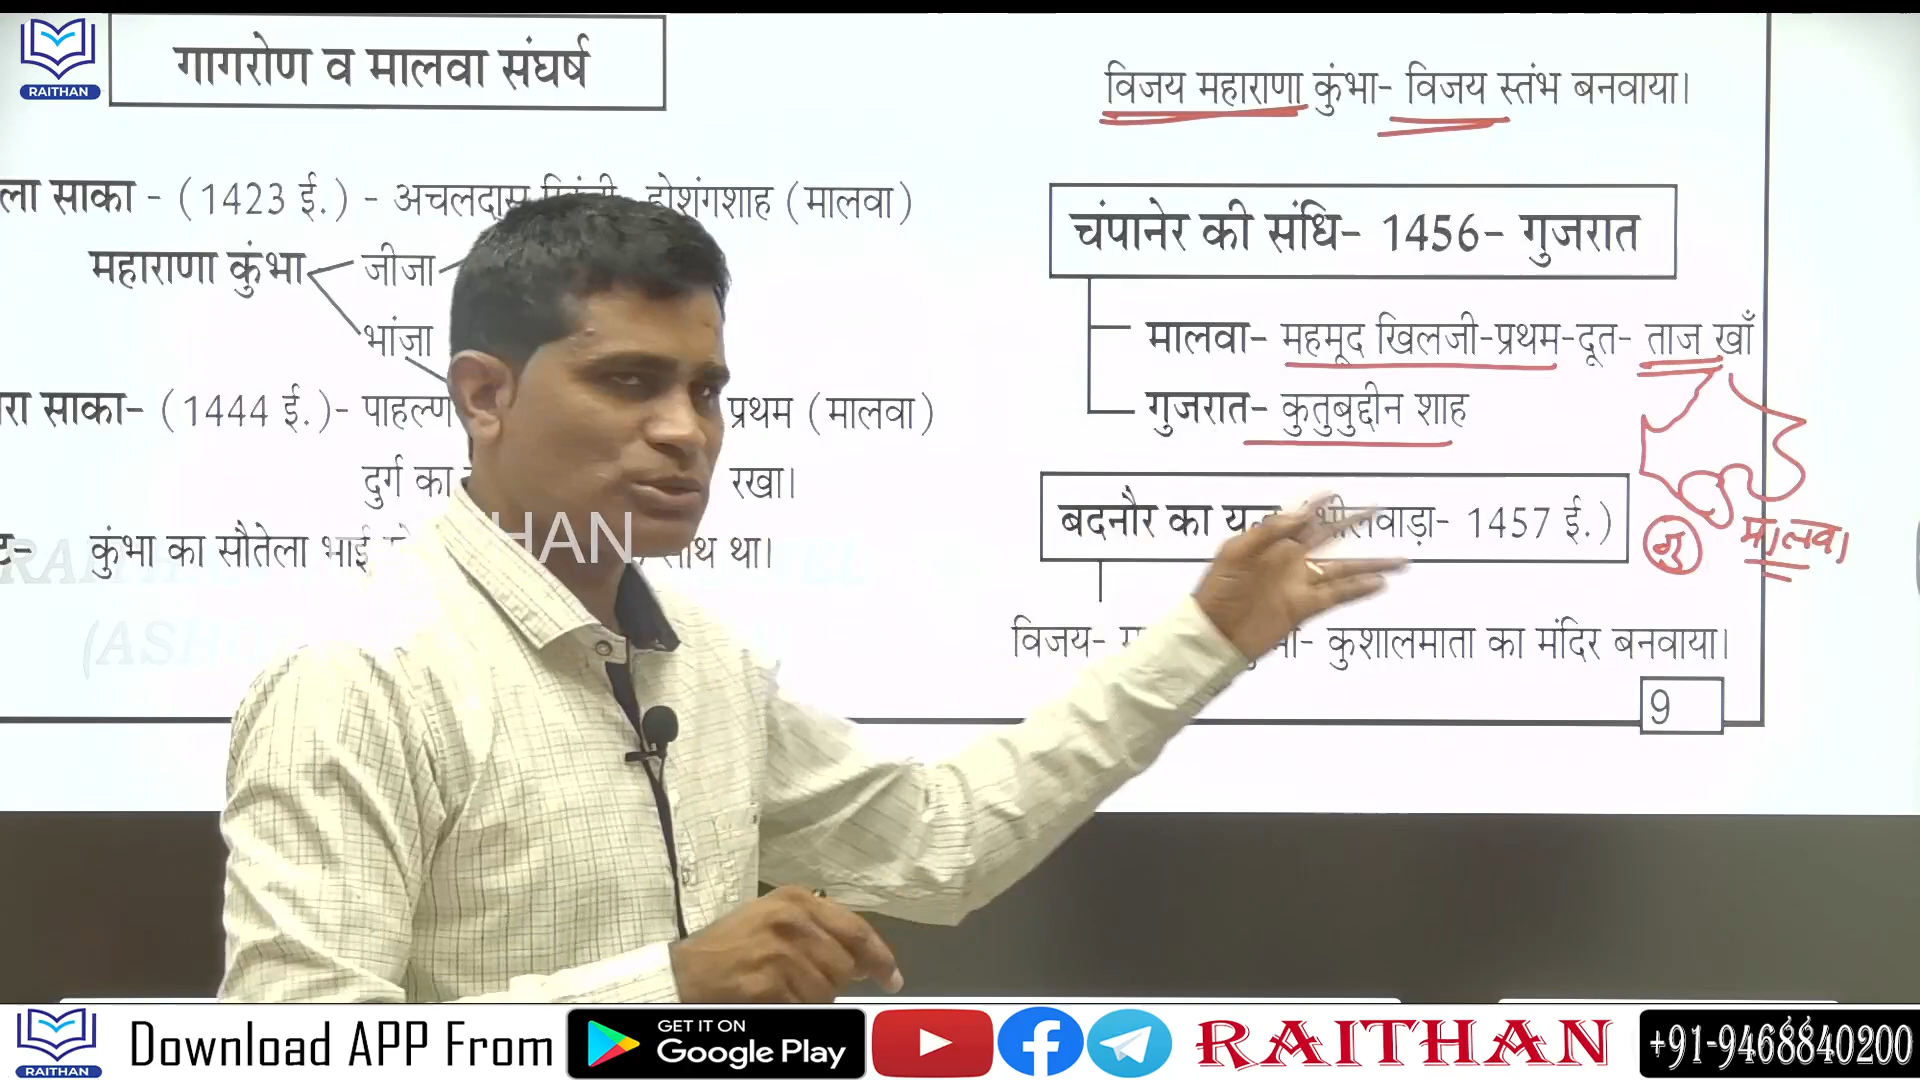 RAITHAN
गागरोण व मालवा संघर्ष
ला साका - (1423 ई.) - अचलदास होशंगशाह (मालवा)
महाराणा कुंभा जीजा
भांजा
रा साका- (1444 ई.)- पाहल्ण प्रथम (मालवा)
दुर्ग का रखा।
कुंभा का सौतेला भाई साथ था।
विजय महाराणा कुंभा- विजय स्तंभ बनवाया।
चंपानेर की संधि- 1456- गुजरात
मालवा- महमूद खिलजी-प्रथम-दूत- ताज खाँ
गुजरात- कुतुबुद्दीन शाह
बदनौर का भीलवाड़ा- 1457 ई.)
गु मालवा
विजय- कुशालमाता का मंदिर बनवाया।
9
RAITHAN
Download APP From
GET IT ON
Google Play
RAITHAN
+91-9468840200